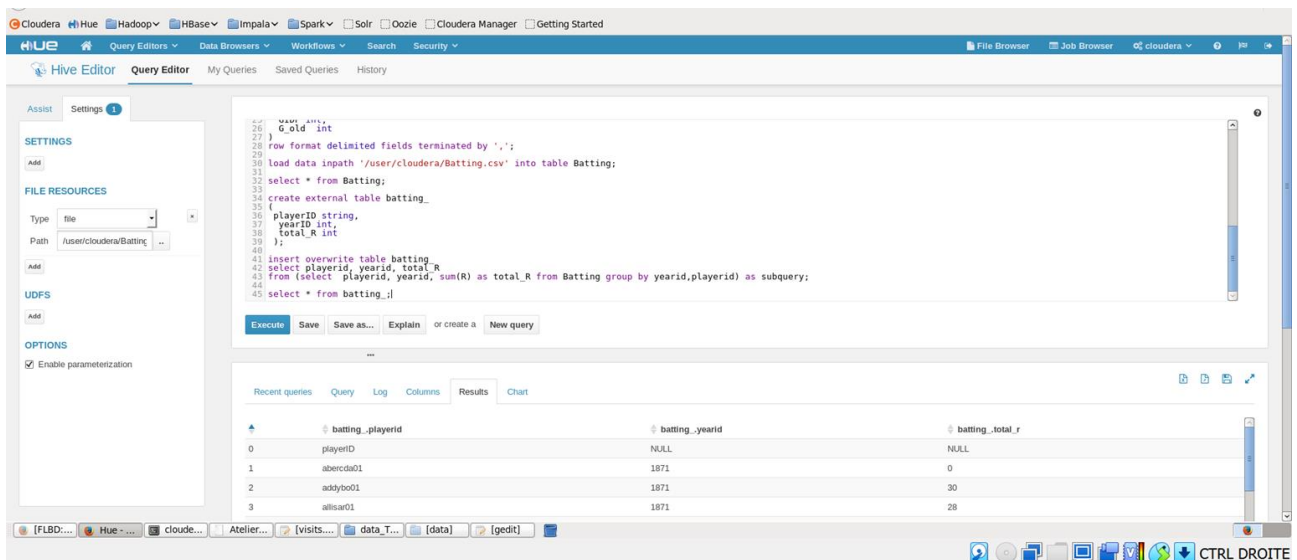 Cloudera Hue Hadoop HBase Impala Spark Solr Oozie Cloudera Manager Getting Started
HUE Query Editors Data Browsers Workflows Search Security File Browser Job Browser cloudera
Hive Editor Query Editor My Queries Saved Queries History
Assist Settings 1
SETTINGS
Add
FILE RESOURCES
Type file
Path /user/cloudera/Batting ..
Add
UDFS
Add
OPTIONS
Enable parameterization
25 GIDP int,
26 G_old int
27 )
28 row format delimited fields terminated by ',';
29
30 load data inpath '/user/cloudera/Batting.csv' into table Batting;
31
32 select * from Batting;
33
34 create external table batting_
35 (
36 playerID string,
37 yearID int,
38 total_R int
39 );
40
41 insert overwrite table batting_
42 select playerid, yearid, total_R
43 from (select playerid, yearid, sum(R) as total_R from Batting group by yearid,playerid) as subquery;
44
45 select * from batting_;
Execute Save Save as... Explain or create a New query
Recent queries Query Log Columns Results Chart
batting_.playerid batting_.yearid batting_.total_r
0 playerID NULL NULL
1 abercda01 1871 0
2 addybo01 1871 30
3 allisar01 1871 28
[FLBD:... Hue - ... cloude... Atelier... [visits.... data_T... [data] [gedit]
CTRL DROITE